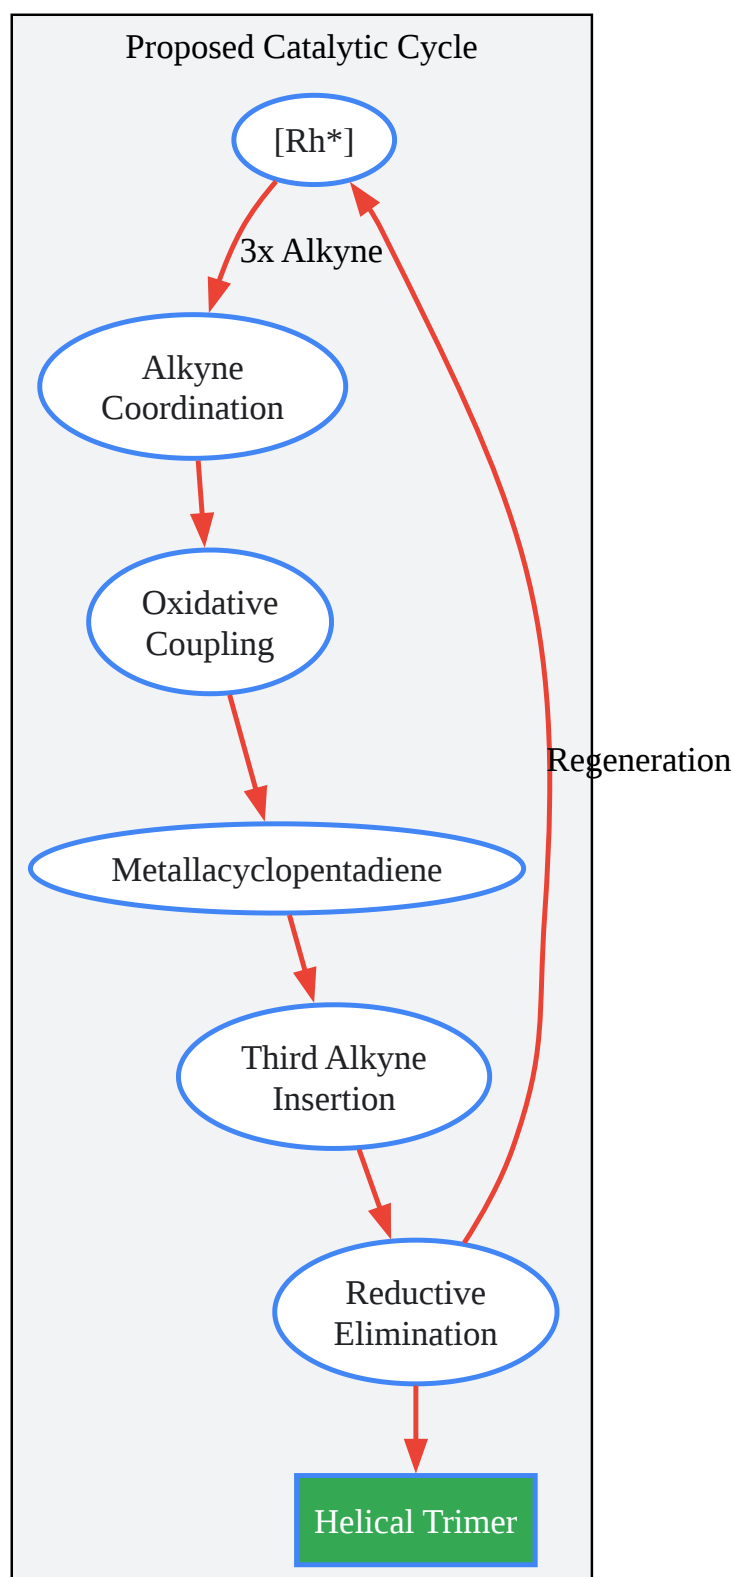 Proposed Catalytic Cycle
[Rh*]
3x Alkyne
Alkyne
Coordination
Oxidative
Coupling
Regeneration
Metallacyclopentadiene
Third Alkyne
Insertion
Reductive
Elimination
Helical Trimer